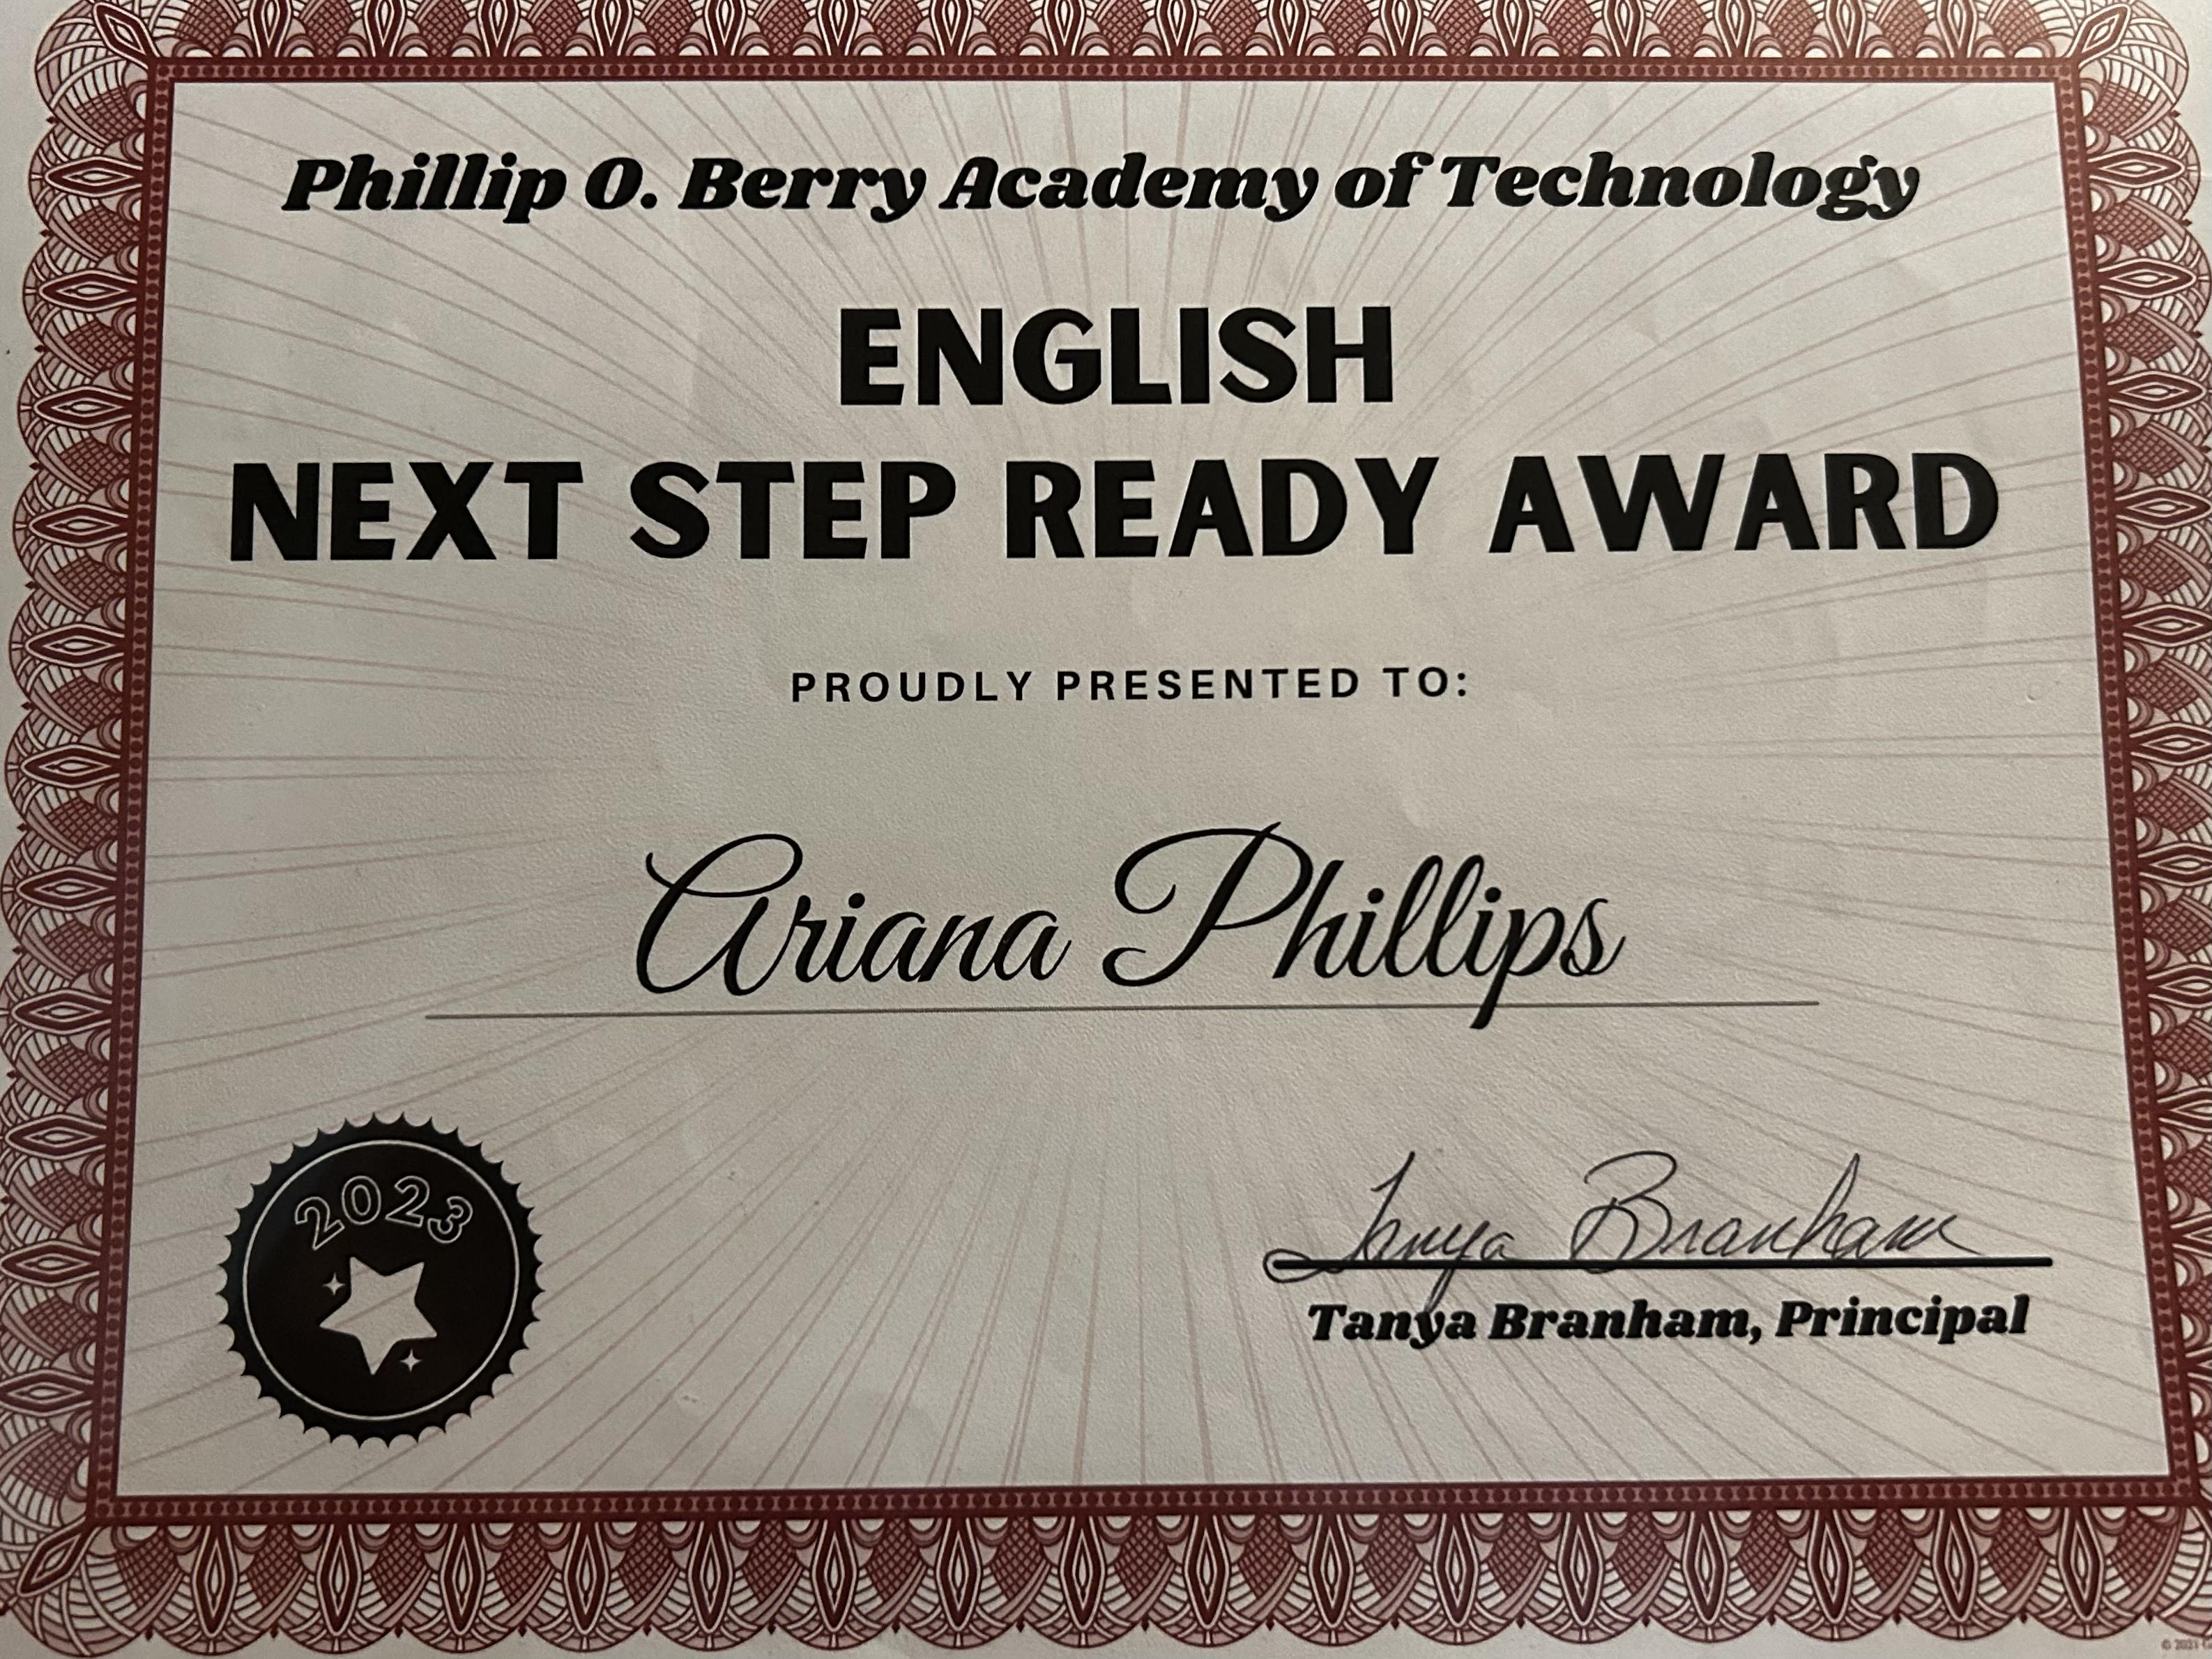 Phillip O. Berry Academy of Technology
ENGLISH
NEXT STEP READY AWARD
PROUDLY PRESENTED TO:
Ariana Phillips
2023
Tanya Branham
Tanya Branham, Principal
© 2021